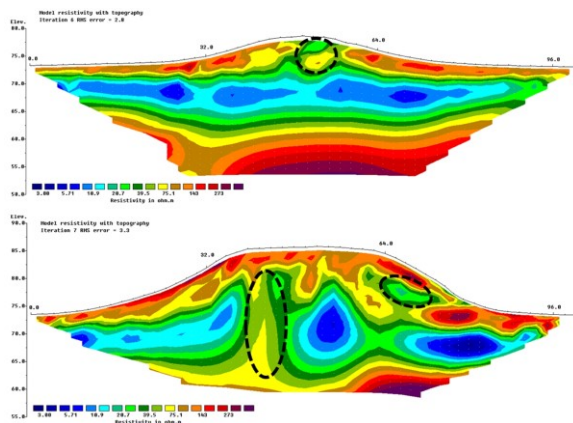 Model resistivity with topography
Iteration 6 RMS error = 2.0
Elev.
80.0
75.0
70.0
65.0
60.0
55.0
50.0
0.0
32.0
64.0
96.0
3.00 5.71 10.9 20.7 39.5 75.1 143 273
Resistivity in ohm.m
Model resistivity with topography
Iteration 7 RMS error = 3.3
Elev.
90.0
85.0
80.0
75.0
70.0
65.0
60.0
55.0
0.0
32.0
64.0
96.0
3.00 5.71 10.9 20.7 39.5 75.1 143 273
Resistivity in ohm.m